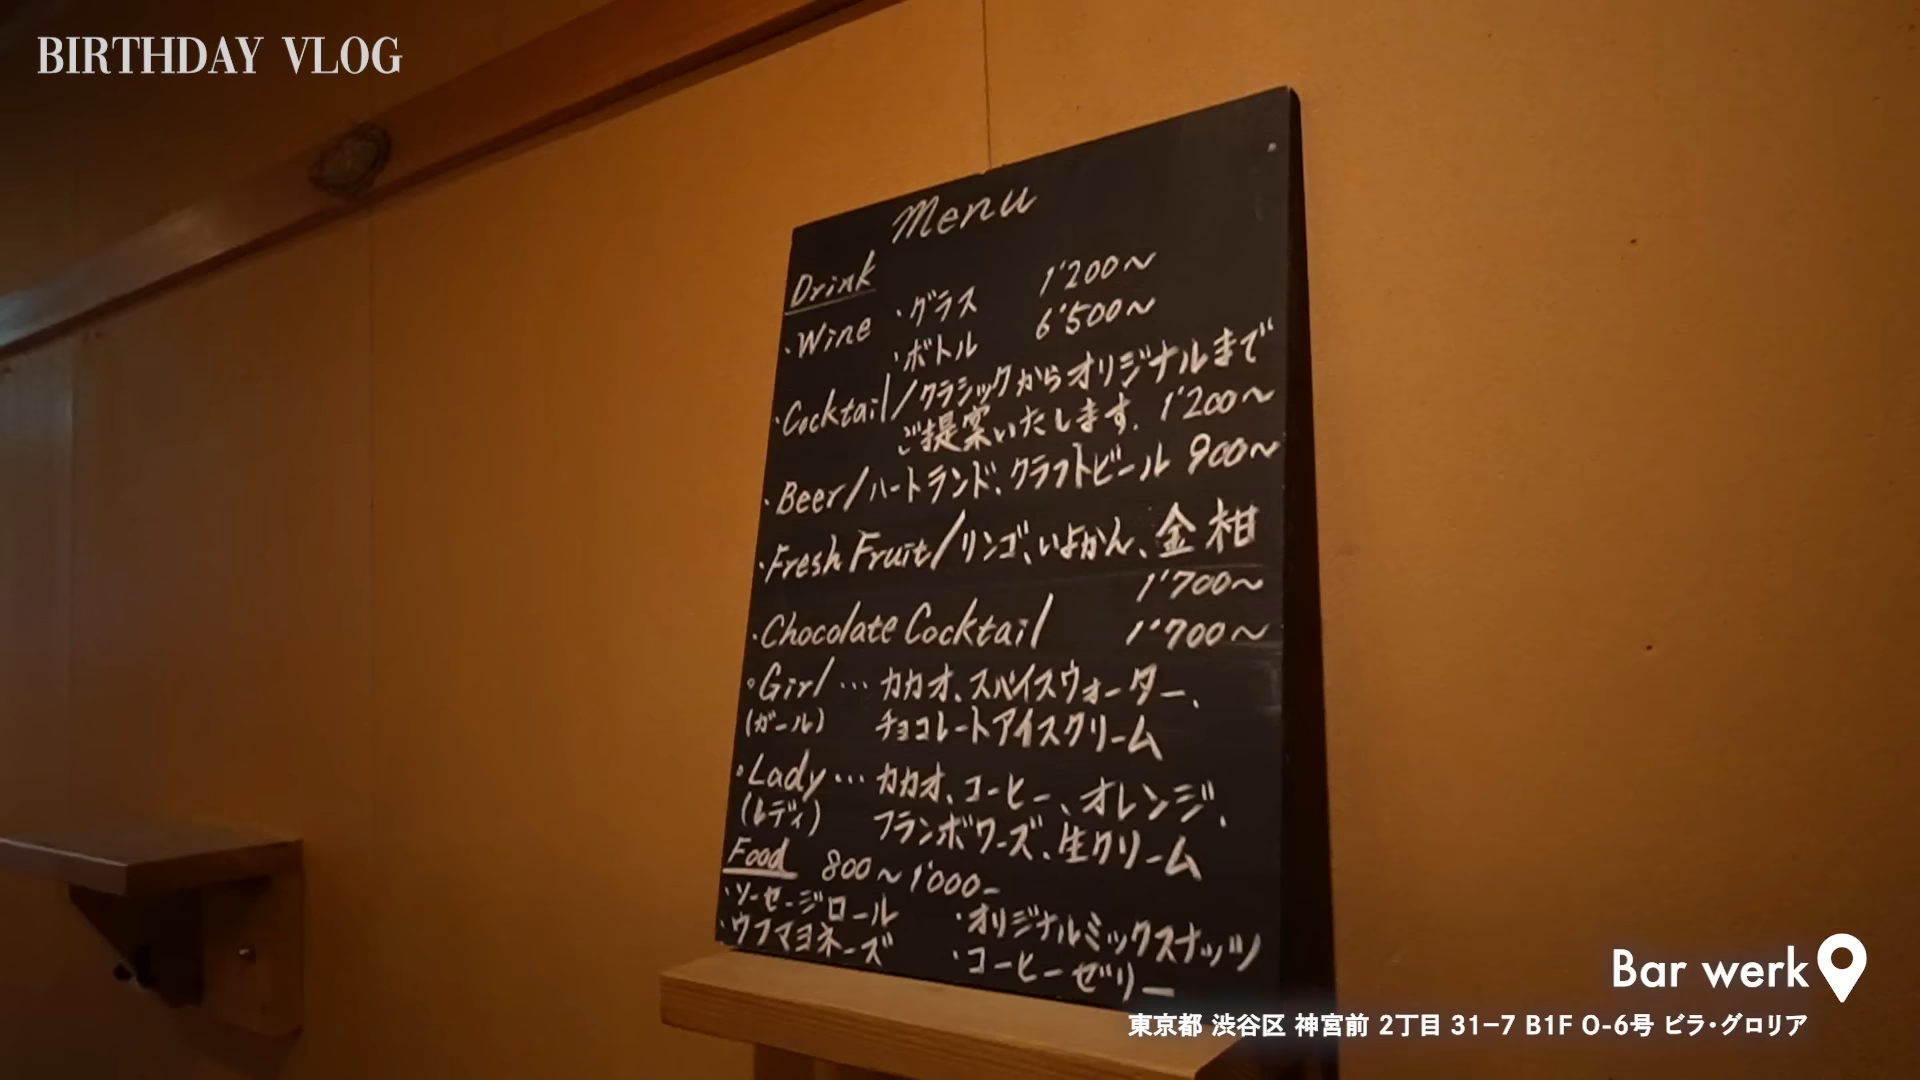 BIRTHDAY VLOG
Menu
Drink
・Wine ・グラス 1'200〜
・ボトル 6'500〜
・Cocktail/クラシックからオリジナルまで
ご提案いたします. 1'200〜
・Beer/ハートランド、クラフトビール 900〜
・Fresh Fruit/リンゴ、いよかん、金柑
1'700〜
・Chocolate Cocktail 1'700〜
・Girl… カカオ、スパイスウォーター、
(ガール) チョコレートアイスクリーム
・Lady… カカオ、コーヒー、オレンジ、
(レディ) フランボワーズ、生クリーム
Food 800〜1'000-
・ソーセージロール ・オリジナルミックスナッツ
・ウフマヨネーズ ・コーヒーゼリー
Bar werk
東京都 渋谷区 神宮前 2丁目 31−7 B1F O-6号 ビラ・グロリア